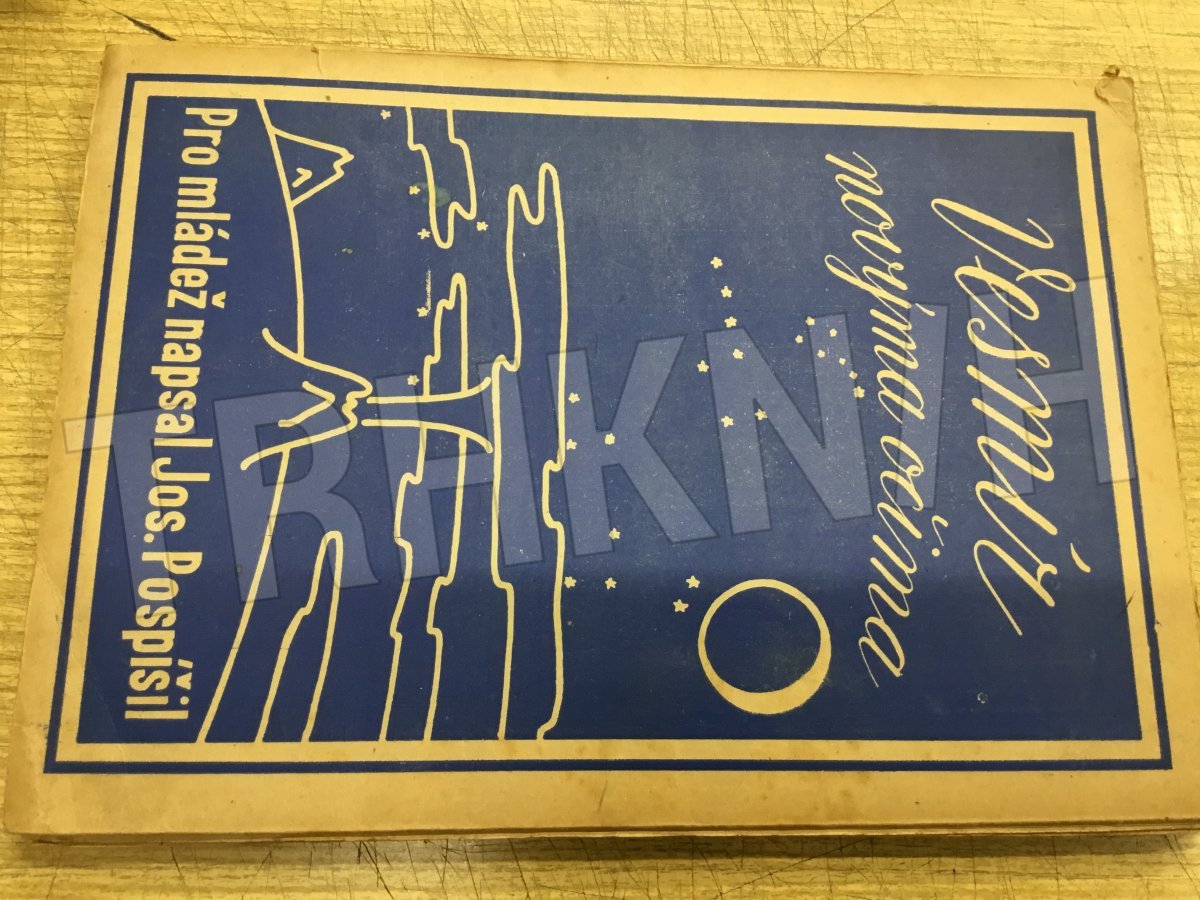 Vesmír
novýma očima
Pro mládež napsal Jos. Pospíšil
TRHKNIH